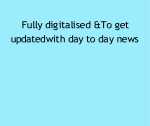 Fully digitalised &To get
updatedwith day to day news